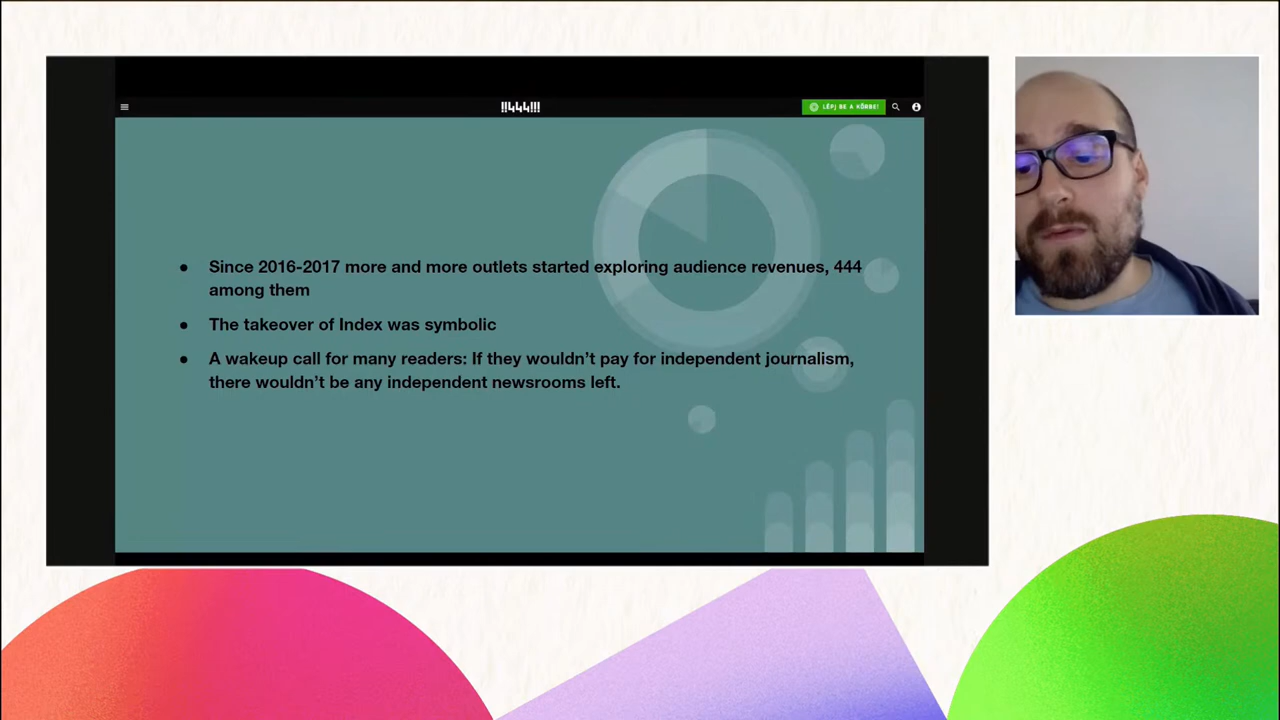 !!444!!!
LÉPJ BE A KÖRBE!
● Since 2016-2017 more and more outlets started exploring audience revenues, 444
among them
● The takeover of Index was symbolic
● A wakeup call for many readers: If they wouldn’t pay for independent journalism,
there wouldn’t be any independent newsrooms left.